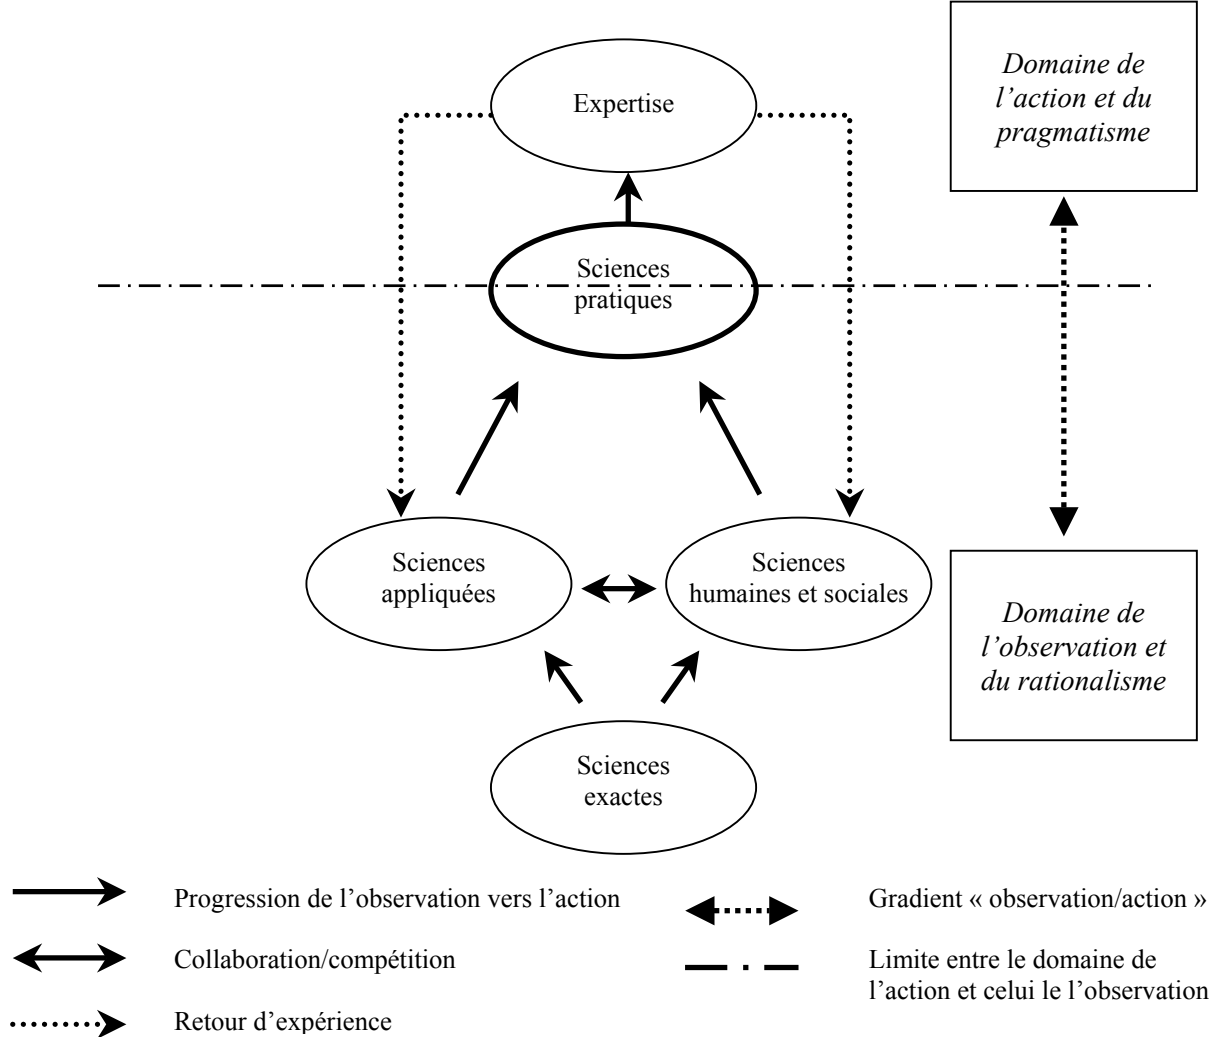 Domaine de
l’action et du
pragmatisme
Expertise
Sciences
pratiques
Sciences
appliquées
Sciences
humaines et sociales
Domaine de
l’observation et
du rationalisme
Sciences
exactes
Progression de l’observation vers l’action
Collaboration/compétition
Retour d’expérience
Gradient « observation/action »
Limite entre le domaine de
l’action et celui le l’observation